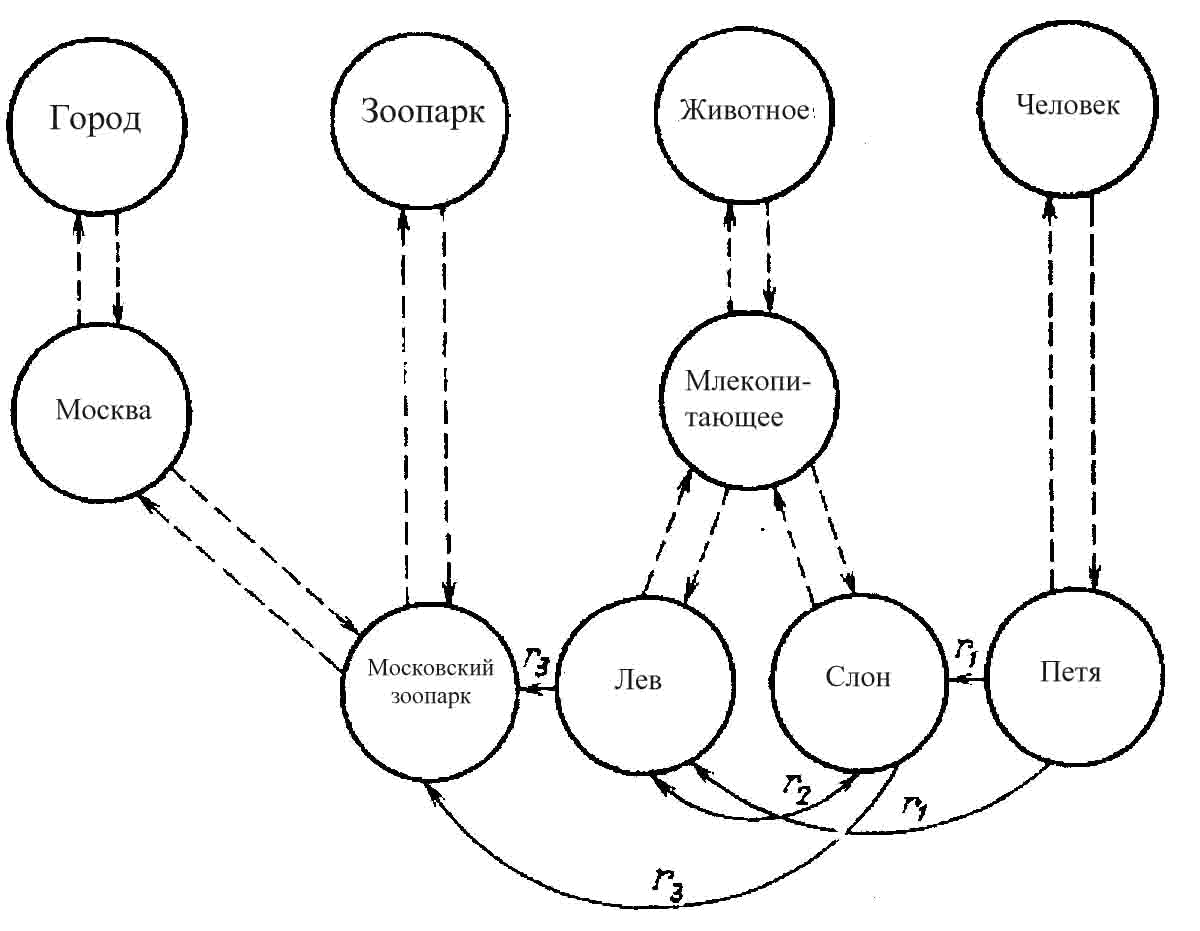 Город
Зоопарк
Животное
Человек
Москва
Млекопи-
тающее
Московский
зоопарк
r3
Лев
Слон
r1
Петя
r2
r1
r3